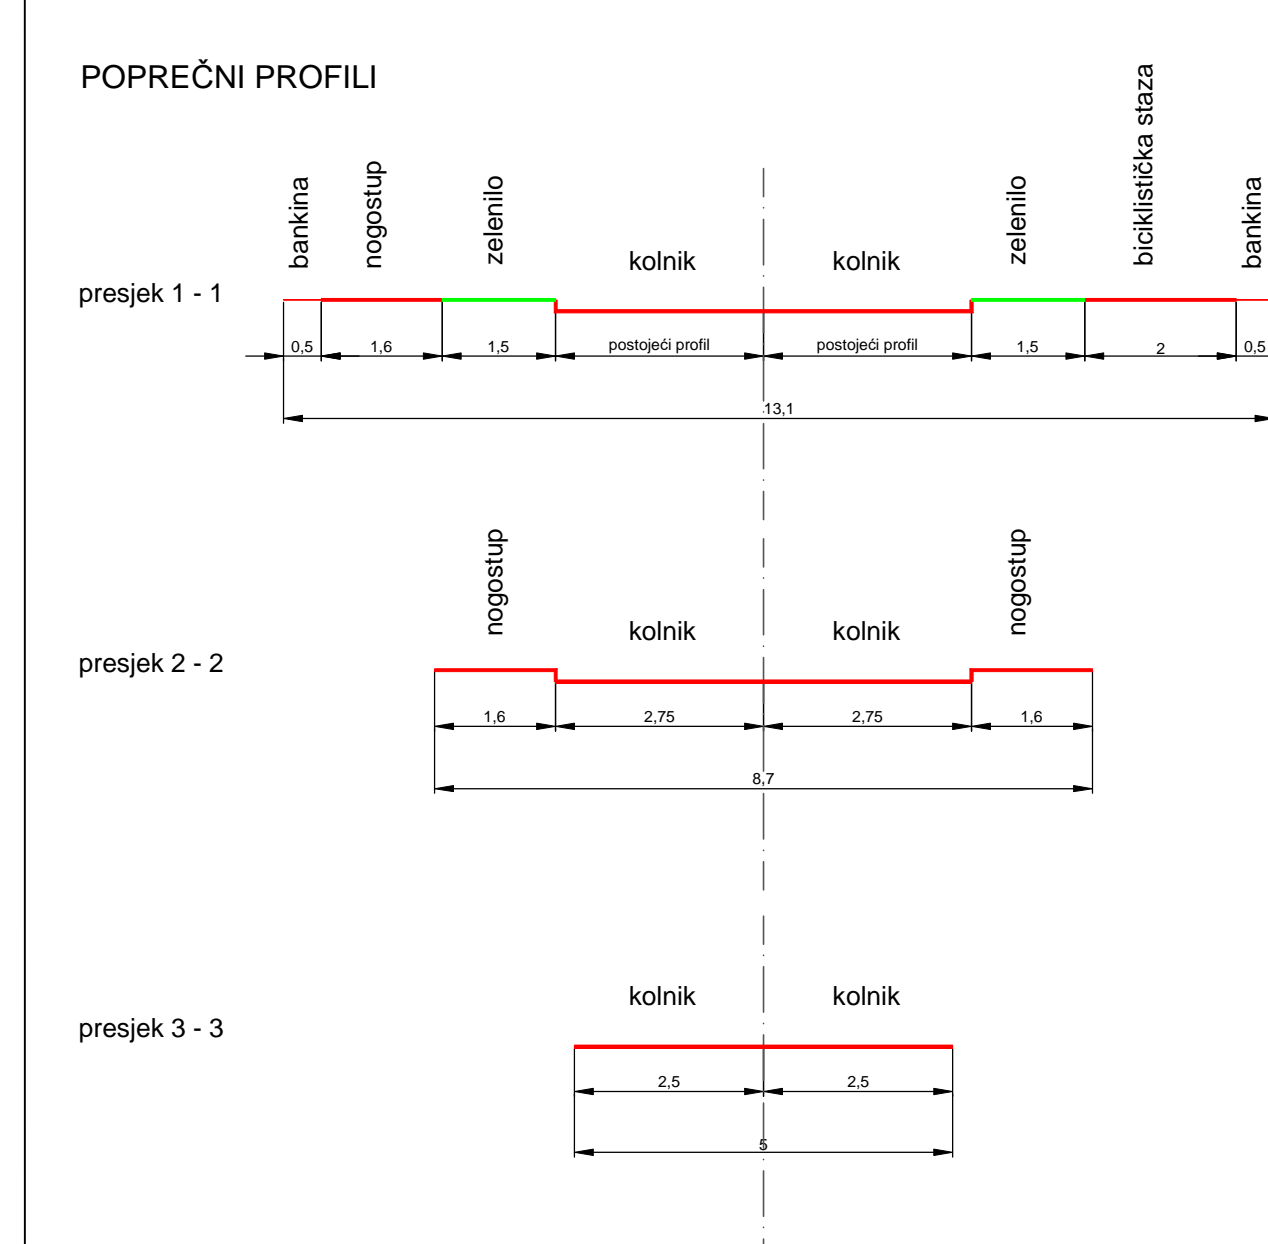 POPREČNI PROFILI
bankina
nogostup
zelenilo
kolnik
kolnik
zelenilo
biciklistička staza
bankina
presjek 1 - 1
0,5
1,6
1,5
postojeći profil
postojeći profil
1,5
2
0,5
13,1
nogostup
kolnik
kolnik
nogostup
presjek 2 - 2
1,6
2,75
2,75
1,6
8,7
kolnik
kolnik
presjek 3 - 3
2,5
2,5
5